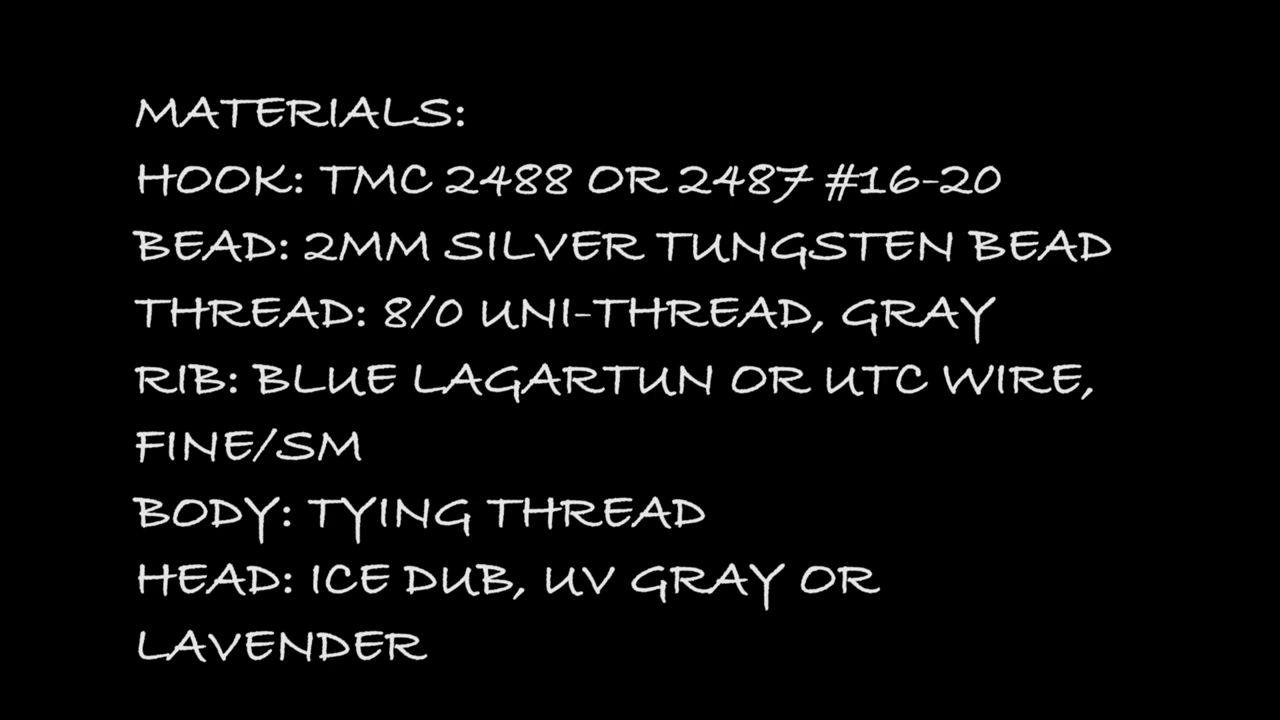 MATERIALS:
HOOK: TMC 2488 OR 2487 #16-20
BEAD: 2MM SILVER TUNGSTEN BEAD
THREAD: 8/0 UNI-THREAD, GRAY
RIB: BLUE LAGARTUN OR UTC WIRE,
FINE/SM
BODY: TYING THREAD
HEAD: ICE DUB, UV GRAY OR
LAVENDER